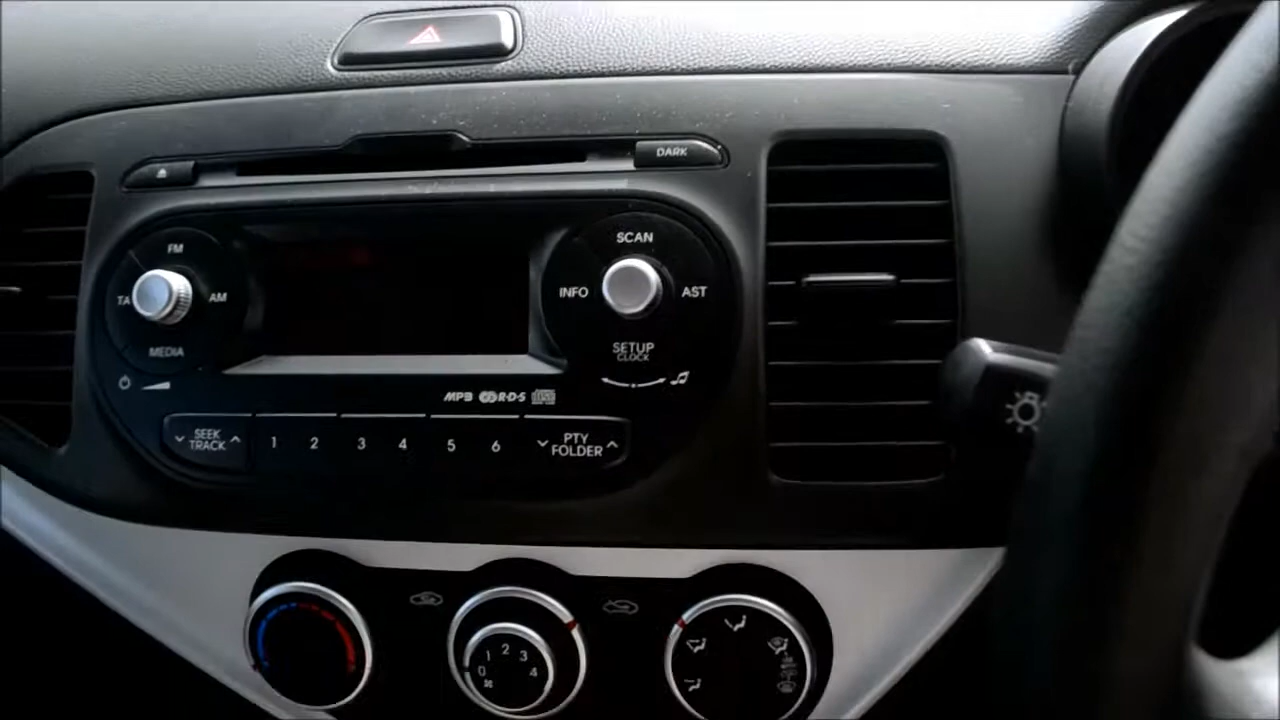 DARK
FM
TA
AM
MEDIA
SCAN
INFO
AST
SETUP
CLOCK
MP3 R·D·S
SEEK
TRACK
1 2 3 4 5 6
PTY
FOLDER
0 1 2 3 4